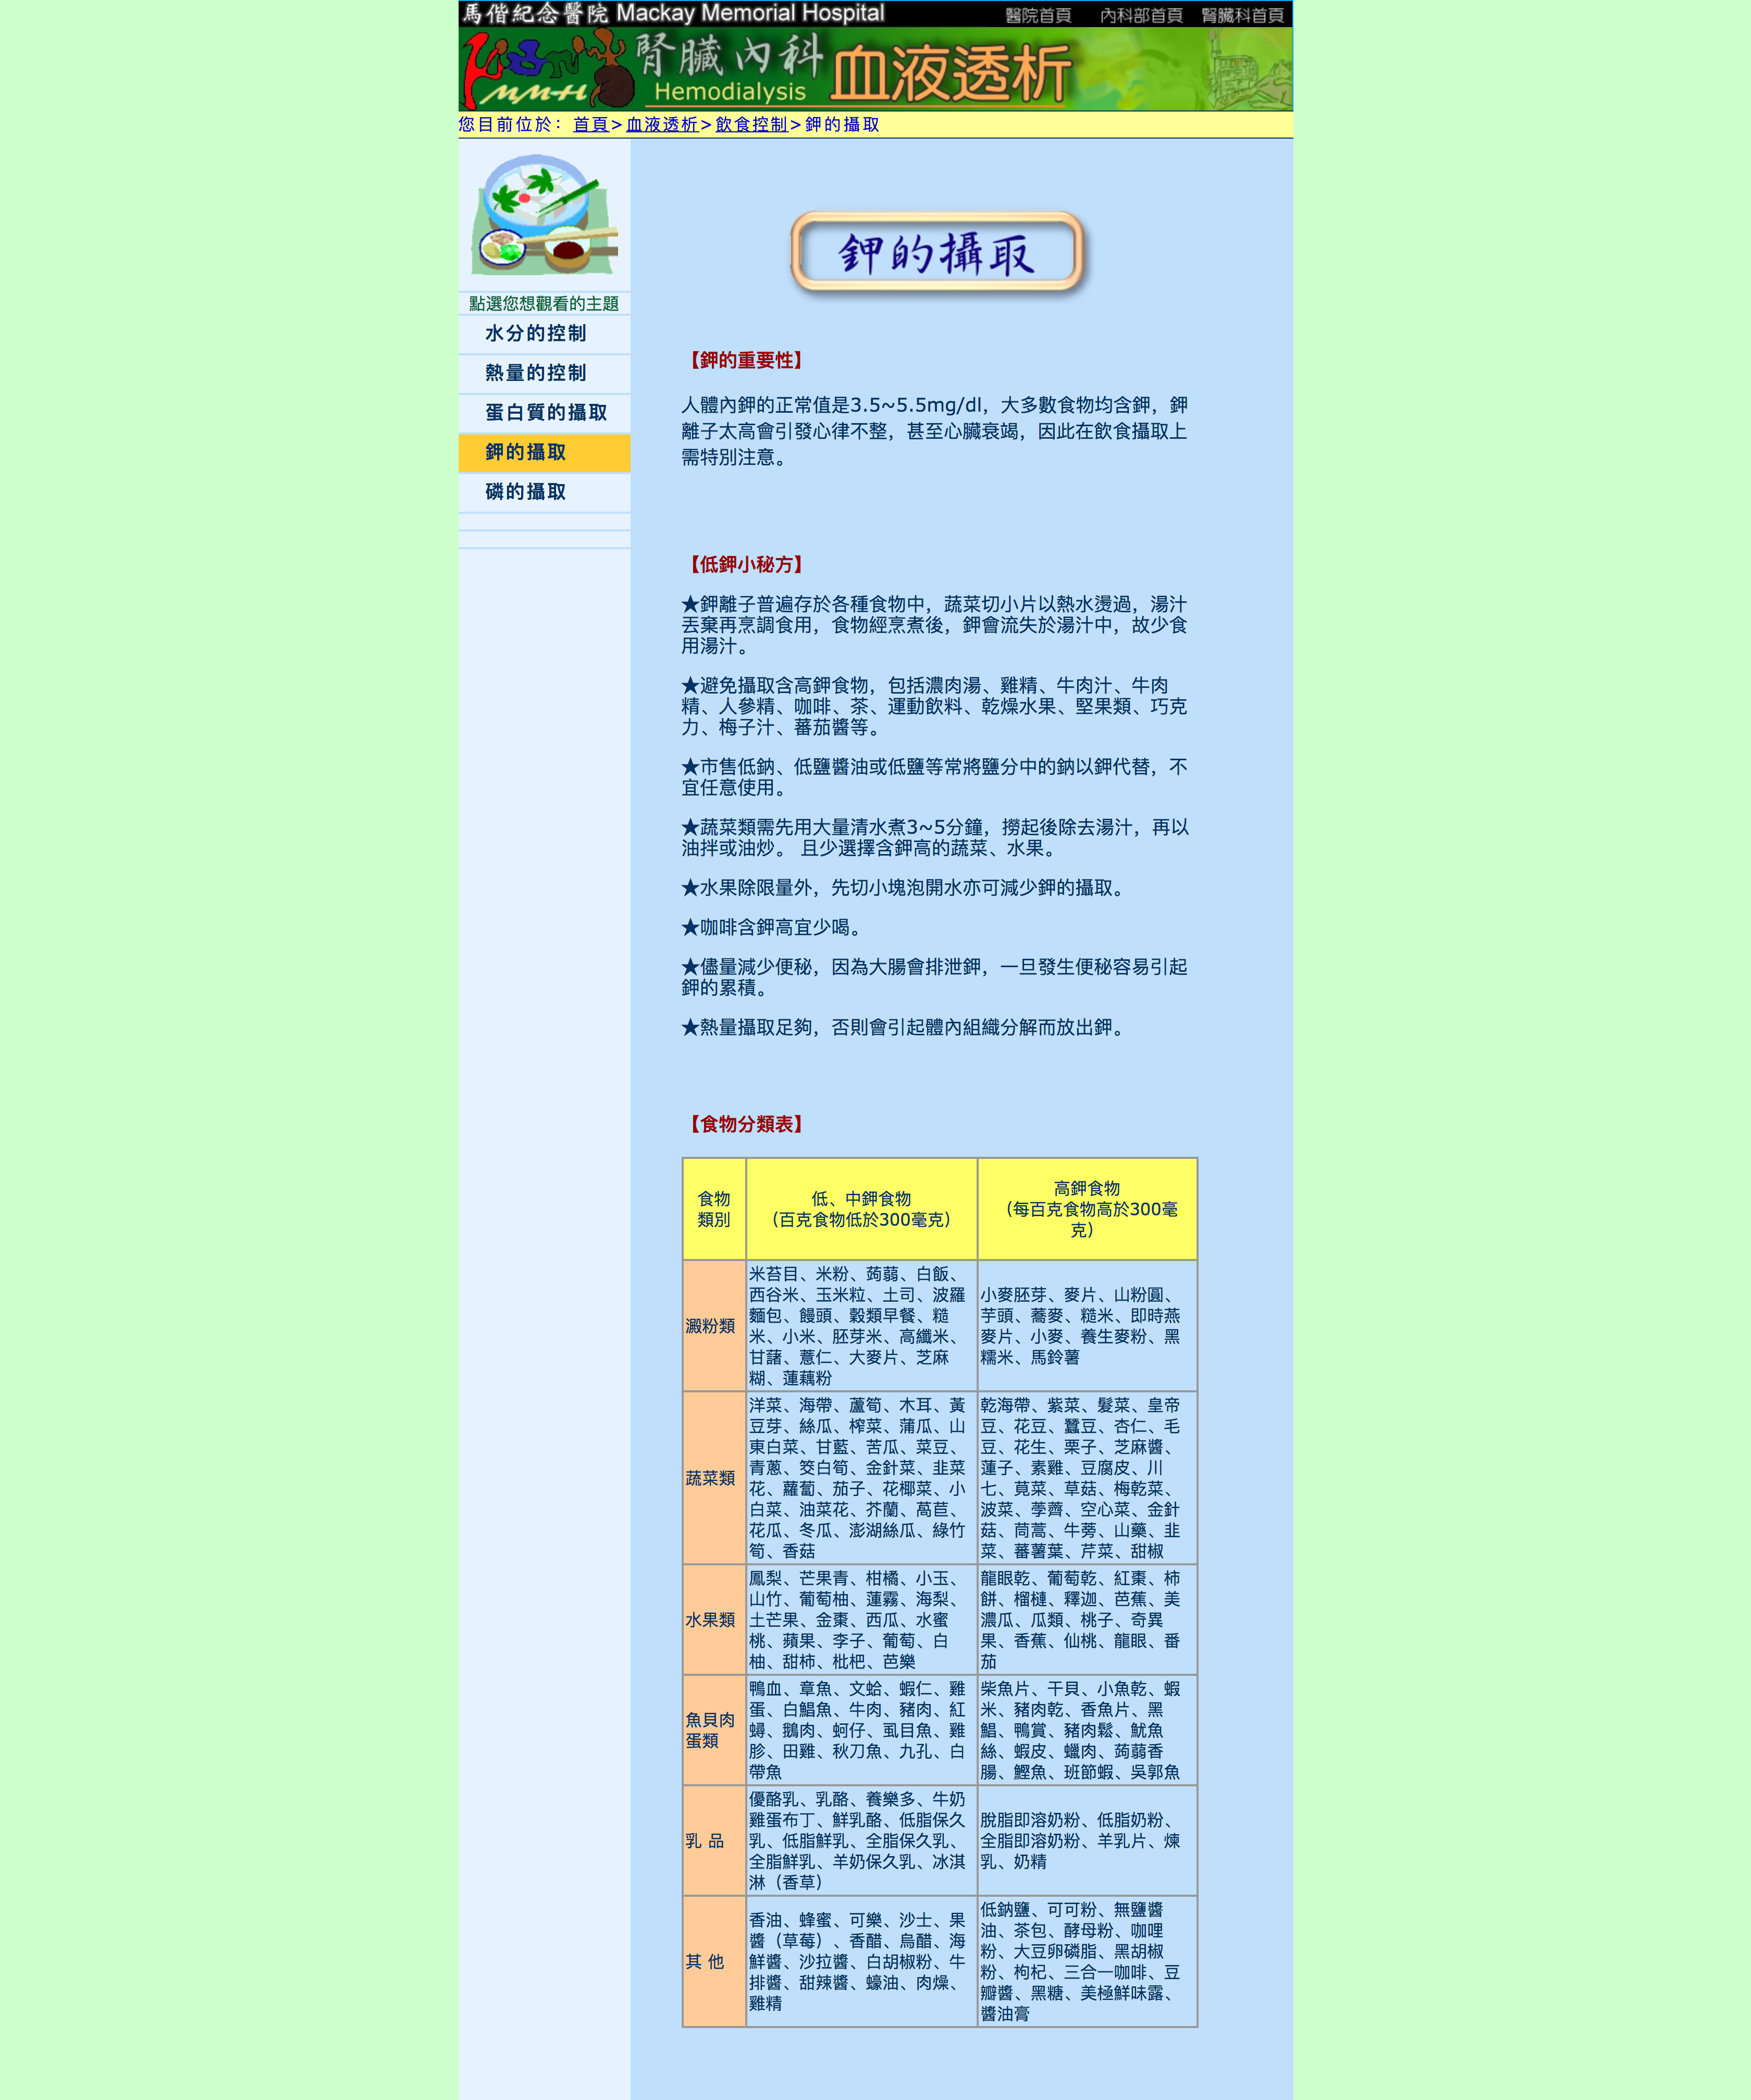 馬偕紀念醫院 Mackay Memorial Hospital
醫院首頁 內科部首頁 腎臟科首頁
腎臟內科
Hemodialysis
血液透析
MMH
您目前位於：首頁>血液透析>飲食控制>鉀的攝取
點選您想觀看的主題
水分的控制
熱量的控制
蛋白質的攝取
鉀的攝取
磷的攝取
鉀的攝取
【鉀的重要性】
人體內鉀的正常值是3.5~5.5mg/dl，大多數食物均含鉀，鉀
離子太高會引發心律不整，甚至心臟衰竭，因此在飲食攝取上
需特別注意。
【低鉀小秘方】
★鉀離子普遍存於各種食物中，蔬菜切小片以熱水燙過，湯汁
丟棄再烹調食用，食物經烹煮後，鉀會流失於湯汁中，故少食
用湯汁。
★避免攝取含高鉀食物，包括濃肉湯、雞精、牛肉汁、牛肉
精、人參精、咖啡、茶、運動飲料、乾燥水果、堅果類、巧克
力、梅子汁、蕃茄醬等。
★市售低鈉、低鹽醬油或低鹽等常將鹽分中的鈉以鉀代替，不
宜任意使用。
★蔬菜類需先用大量清水煮3~5分鐘，撈起後除去湯汁，再以
油拌或油炒。 且少選擇含鉀高的蔬菜、水果。
★水果除限量外，先切小塊泡開水亦可減少鉀的攝取。
★咖啡含鉀高宜少喝。
★儘量減少便秘，因為大腸會排泄鉀，一旦發生便秘容易引起
鉀的累積。
★熱量攝取足夠，否則會引起體內組織分解而放出鉀。
【食物分類表】
食物
類別
低、中鉀食物
（百克食物低於300毫克）
高鉀食物
（每百克食物高於300毫
克）
澱粉類
米苔目、米粉、蒟蒻、白飯、
西谷米、玉米粒、土司、波羅
麵包、饅頭、穀類早餐、糙
米、小米、胚芽米、高纖米、
甘藷、薏仁、大麥片、芝麻
糊、蓮藕粉
小麥胚芽、麥片、山粉圓、
芋頭、蕎麥、糙米、即時燕
麥片、小麥、養生麥粉、黑
糯米、馬鈴薯
蔬菜類
洋菜、海帶、蘆筍、木耳、黃
豆芽、絲瓜、榨菜、蒲瓜、山
東白菜、甘藍、苦瓜、菜豆、
青蔥、筊白筍、金針菜、韭菜
花、蘿蔔、茄子、花椰菜、小
白菜、油菜花、芥蘭、萵苣、
花瓜、冬瓜、澎湖絲瓜、綠竹
筍、香菇
乾海帶、紫菜、髮菜、皇帝
豆、花豆、蠶豆、杏仁、毛
豆、花生、栗子、芝麻醬、
蓮子、素雞、豆腐皮、川
七、莧菜、草菇、梅乾菜、
波菜、荸薺、空心菜、金針
菇、茼蒿、牛蒡、山藥、韭
菜、蕃薯葉、芹菜、甜椒
水果類
鳳梨、芒果青、柑橘、小玉、
山竹、葡萄柚、蓮霧、海梨、
土芒果、金棗、西瓜、水蜜
桃、蘋果、李子、葡萄、白
柚、甜柿、枇杷、芭樂
龍眼乾、葡萄乾、紅棗、柿
餅、榴槤、釋迦、芭蕉、美
濃瓜、瓜類、桃子、奇異
果、香蕉、仙桃、龍眼、番
茄
魚貝肉
蛋類
鴨血、章魚、文蛤、蝦仁、雞
蛋、白鯧魚、牛肉、豬肉、紅
蟳、鵝肉、蚵仔、虱目魚、雞
胗、田雞、秋刀魚、九孔、白
帶魚
柴魚片、干貝、小魚乾、蝦
米、豬肉乾、香魚片、黑
鯧、鴨賞、豬肉鬆、魷魚
絲、蝦皮、蠟肉、蒟蒻香
腸、鰹魚、班節蝦、吳郭魚
乳 品
優酪乳、乳酪、養樂多、牛奶
雞蛋布丁、鮮乳酪、低脂保久
乳、低脂鮮乳、全脂保久乳、
全脂鮮乳、羊奶保久乳、冰淇
淋（香草）
脫脂即溶奶粉、低脂奶粉、
全脂即溶奶粉、羊乳片、煉
乳、奶精
其 他
香油、蜂蜜、可樂、沙士、果
醬（草莓）、香醋、烏醋、海
鮮醬、沙拉醬、白胡椒粉、牛
排醬、甜辣醬、蠔油、肉燥、
雞精
低鈉鹽、可可粉、無鹽醬
油、茶包、酵母粉、咖哩
粉、大豆卵磷脂、黑胡椒
粉、枸杞、三合一咖啡、豆
瓣醬、黑糖、美極鮮味露、
醬油膏